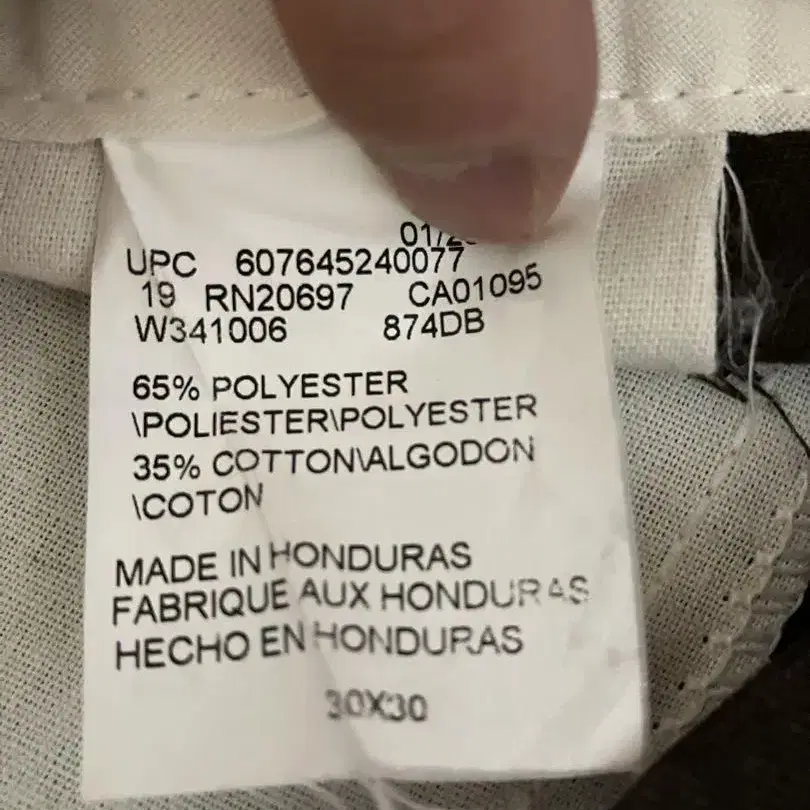 UPC 607645240077
19 RN20697 CA01095
W341006 874DB
65% POLYESTER
\POLIESTER\POLYESTER
35% COTTON\ALGODON
\COTON
MADE IN HONDURAS
FABRIQUE AUX HONDURAS
HECHO EN HONDURAS
30X30